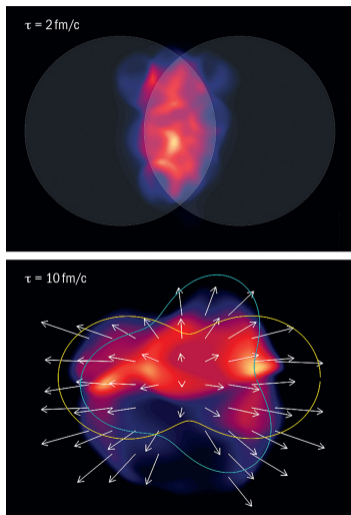 τ = 2 fm/c
τ = 10 fm/c